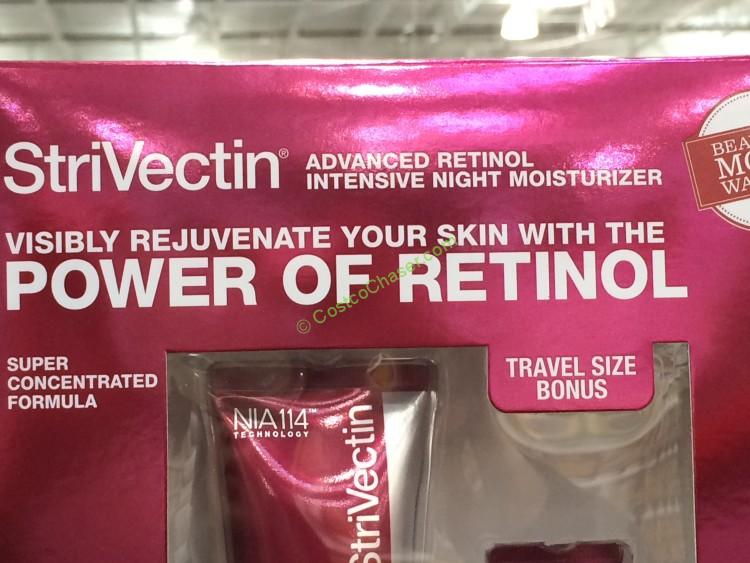 StriVectin® ADVANCED RETINOL
INTENSIVE NIGHT MOISTURIZER
VISIBLY REJUVENATE YOUR SKIN WITH THE
POWER OF RETINOL
© CostcoChaser.com
SUPER
CONCENTRATED
FORMULA
TRAVEL SIZE
BONUS
NIA114™
TECHNOLOGY
StriVectin